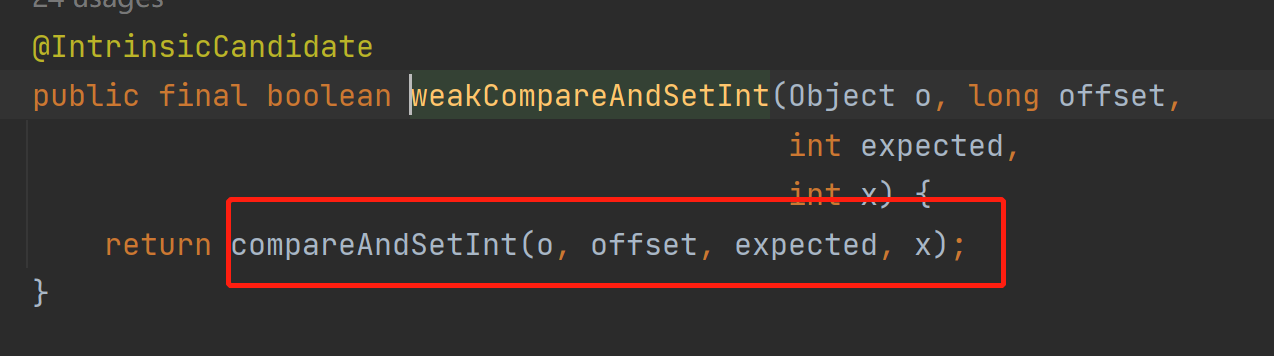 24 usages
@IntrinsicCandidate
public final boolean weakCompareAndSetInt(Object o, long offset,
int expected,
int x) {
return compareAndSetInt(o, offset, expected, x);
}